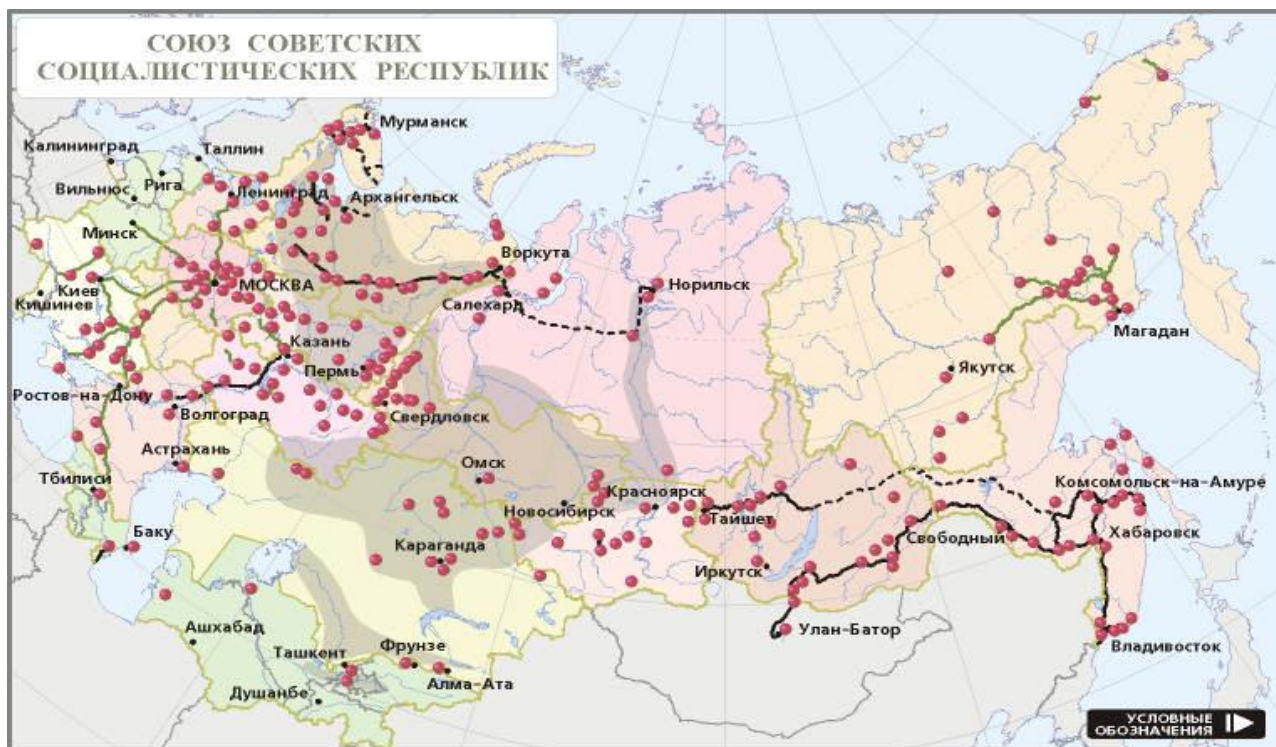 СОЮЗ СОВЕТСКИХ
СОЦИАЛИСТИЧЕСКИХ РЕСПУБЛИК
Мурманск
Калининград
Таллин
Вильнюс
Рига
Ленинград
Архангельск
Минск
Воркута
Киев
МОСКВА
Кишинев
Салехард
Норильск
Магадан
Казань
Пермь
Якутск
Ростов-на-Дону
Волгоград
Свердловск
Астрахань
Омск
Тбилиси
Новосибирск
Красноярск
Комсомольск-на-Амуре
Тайшет
Баку
Караганда
Свободный
Хабаровск
Иркутск
Ашхабад
Улан-Батор
Ташкент
Фрунзе
Владивосток
Душанбе
Алма-Ата
УСЛОВНЫЕ
ОБОЗНАЧЕНИЯ